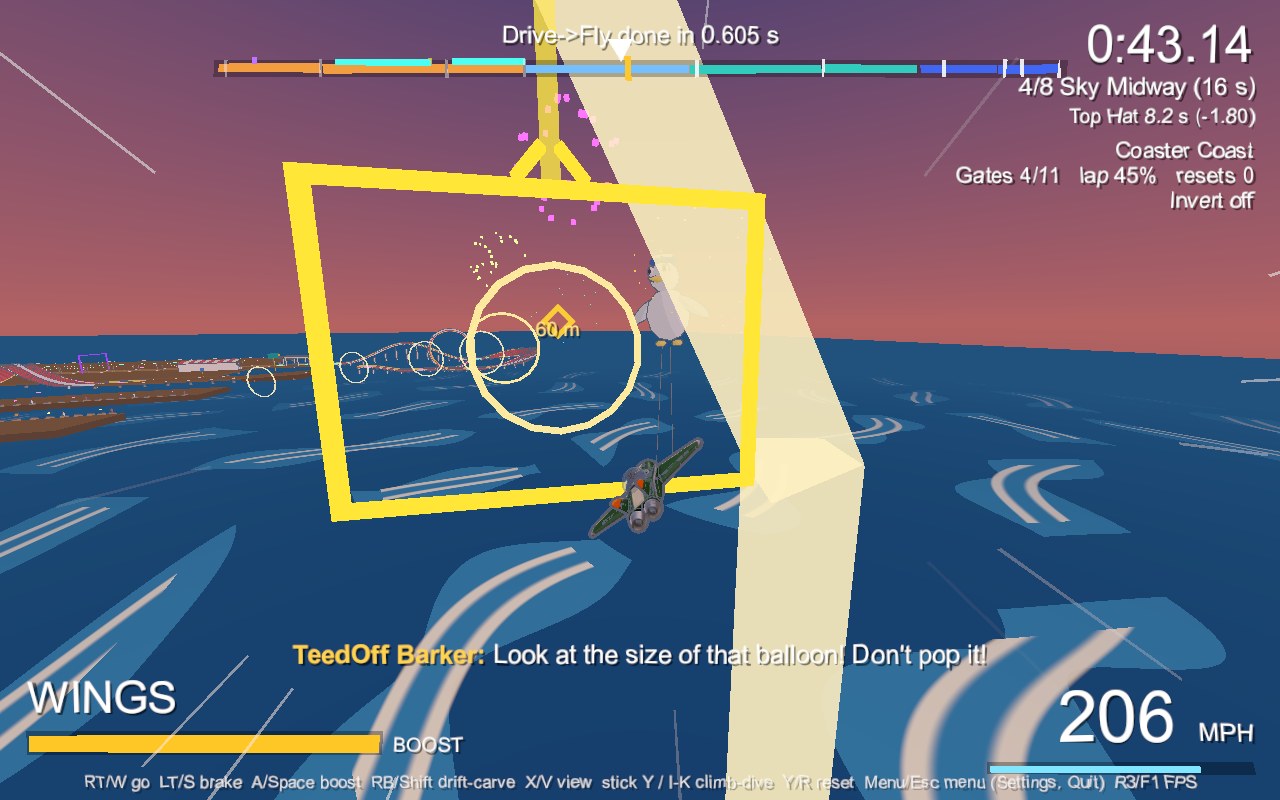 Drive->Fly done in 0.605 s
0:43.14
4/8 Sky Midway (16 s)
Top Hat 8.2 s (-1.80)
Coaster Coast
Gates 4/11 lap 45% resets 0
Invert off
60 m
TeedOff Barker: Look at the size of that balloon! Don't pop it!
WINGS
BOOST
206 MPH
RT/W go LT/S brake A/Space boost RB/Shift drift-carve X/V view stick Y / I-K climb-dive Y/R reset Menu/Esc menu (Settings, Quit) R3/F1 FPS